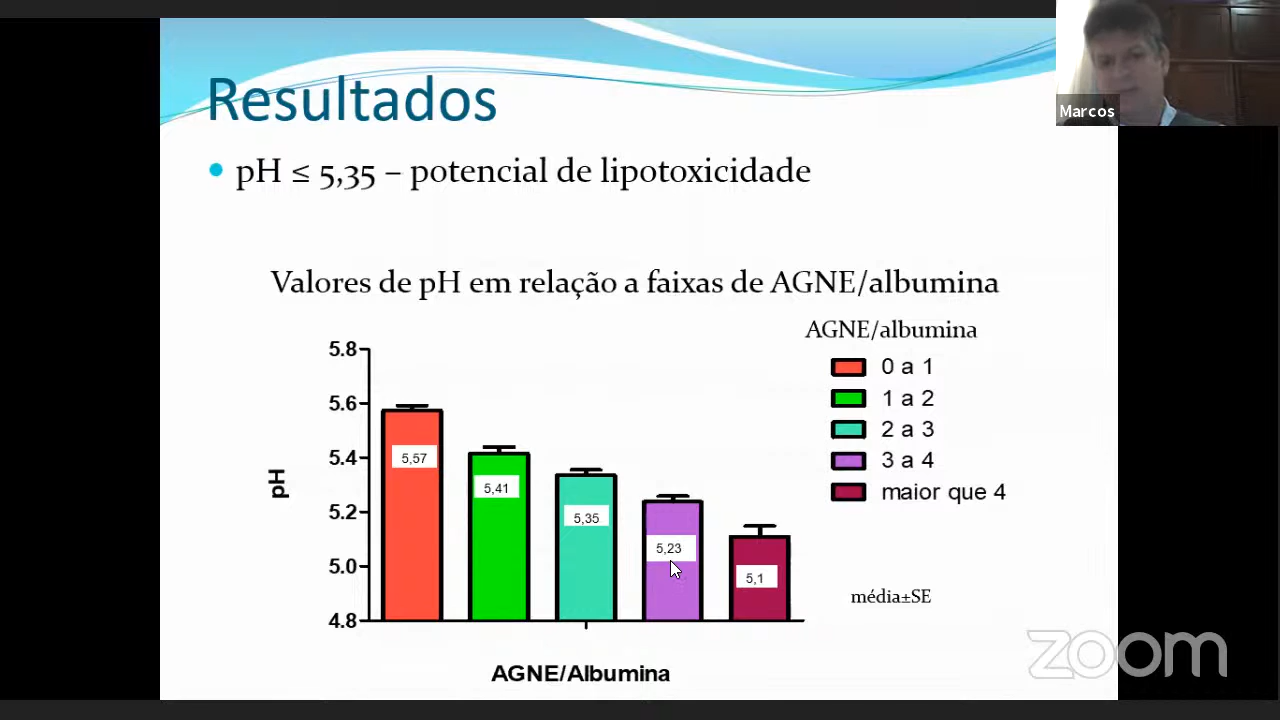 Resultados
Marcos
pH ≤ 5,35 – potencial de lipotoxicidade
Valores de pH em relação a faixas de AGNE/albumina
AGNE/albumina
0 a 1
1 a 2
2 a 3
3 a 4
maior que 4
5.8
5.6
5.4
5.2
5.0
4.8
pH
5,57
5,41
5,35
5,23
5,1
média±SE
AGNE/Albumina
zoom